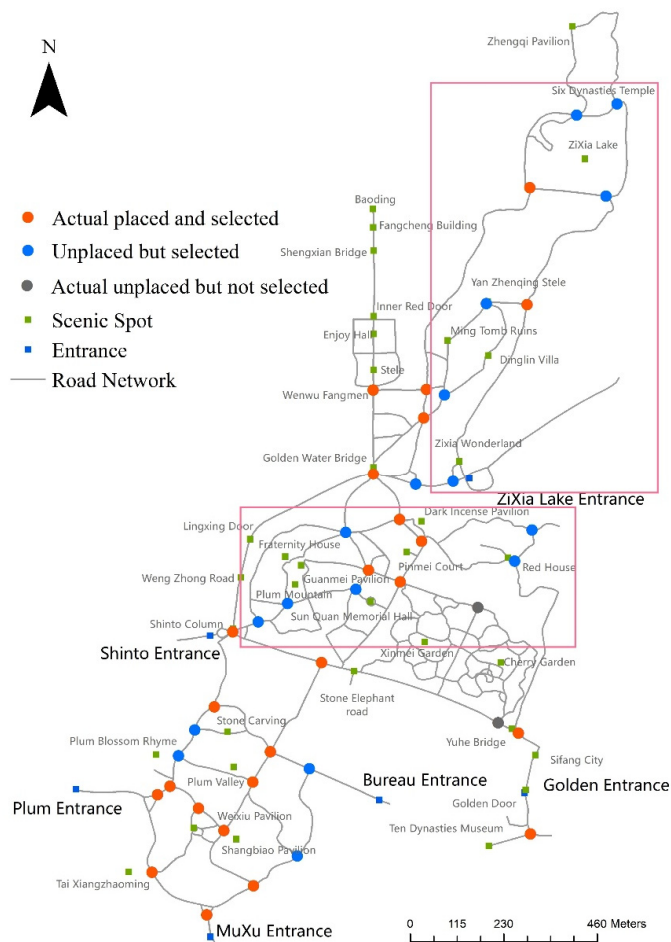 Zhengqi Pavilion
N
Six Dynasties Temple
ZiXia Lake
Baoding
Actual placed and selected
Fangcheng Building
Unplaced but selected
Shengxian Bridge
Actual unplaced but not selected
Yan Zhenqing Stele
Scenic Spot
Inner Red Door
Enjoy Hall
Ming Tomb Ruins
Entrance
Dinglin Villa
Stele
Road Network
Wenwu Fangmen
Zixia Wonderland
Golden Water Bridge
ZiXia Lake Entrance
Dark Incense Pavilion
Lingxing Door
Fraternity House
Pinmei Court
Red House
Weng Zhong Road
Guanmei Pavilion
Plum Mountain
Sun Quan Memorial Hall
Shinto Column
Shinto Entrance
Xinmei Garden
Cherry Garden
Stone Elephant
road
Stone Carving
Yuhe Bridge
Plum Blossom Rhyme
Sifang City
Plum Valley
Bureau Entrance
Golden Entrance
Plum Entrance
Golden Door
Weixiu Pavilion
Ten Dynasties Museum
Shangbiao Pavilion
Tai Xiangzhaoming
MuXu Entrance
0 115 230 460 Meters